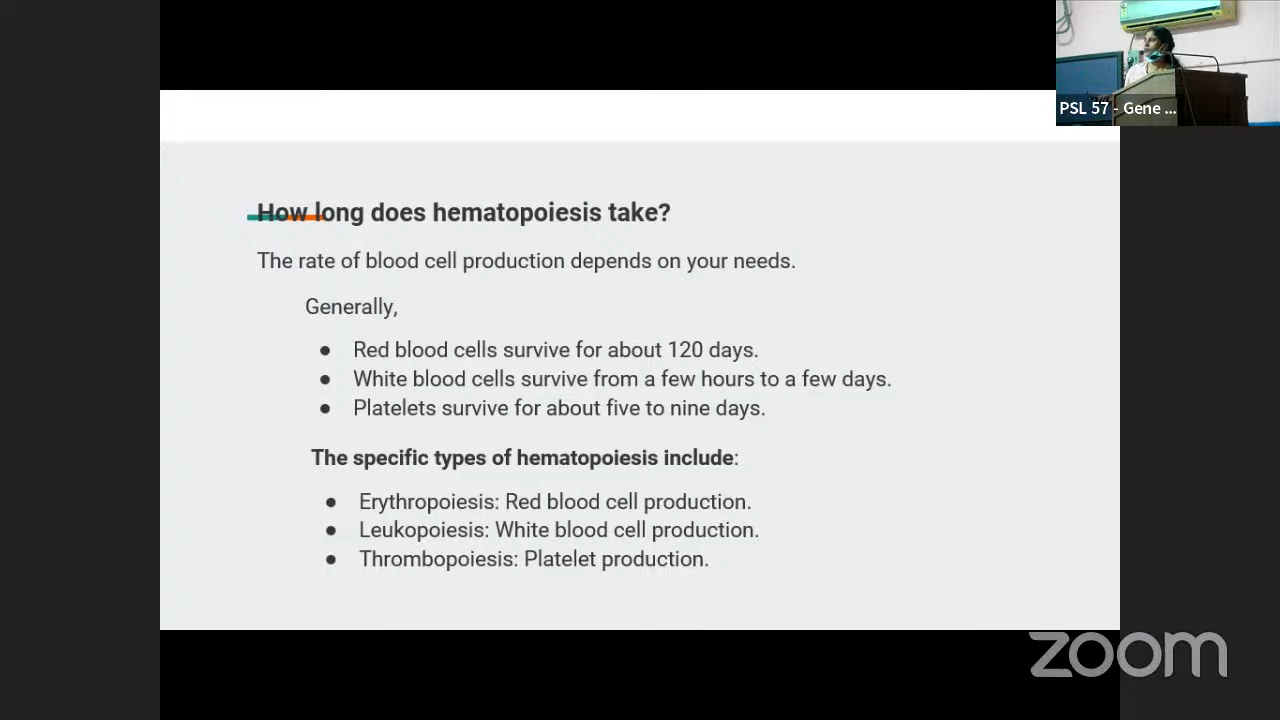 PSL 57 - Gene ...
How long does hematopoiesis take?
The rate of blood cell production depends on your needs.
Generally,
● Red blood cells survive for about 120 days.
● White blood cells survive from a few hours to a few days.
● Platelets survive for about five to nine days.
The specific types of hematopoiesis include:
● Erythropoiesis: Red blood cell production.
● Leukopoiesis: White blood cell production.
● Thrombopoiesis: Platelet production.
zoom